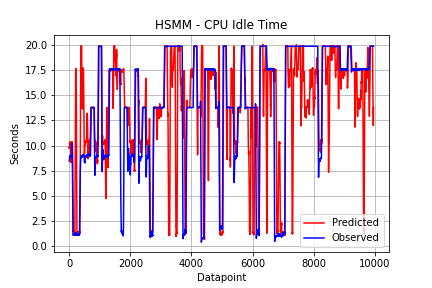 HSMM - CPU Idle Time
20.0
17.5
15.0
12.5
10.0
7.5
5.0
2.5
0.0
Seconds
Predicted
Observed
0 2000 4000 6000 8000 10000
Datapoint